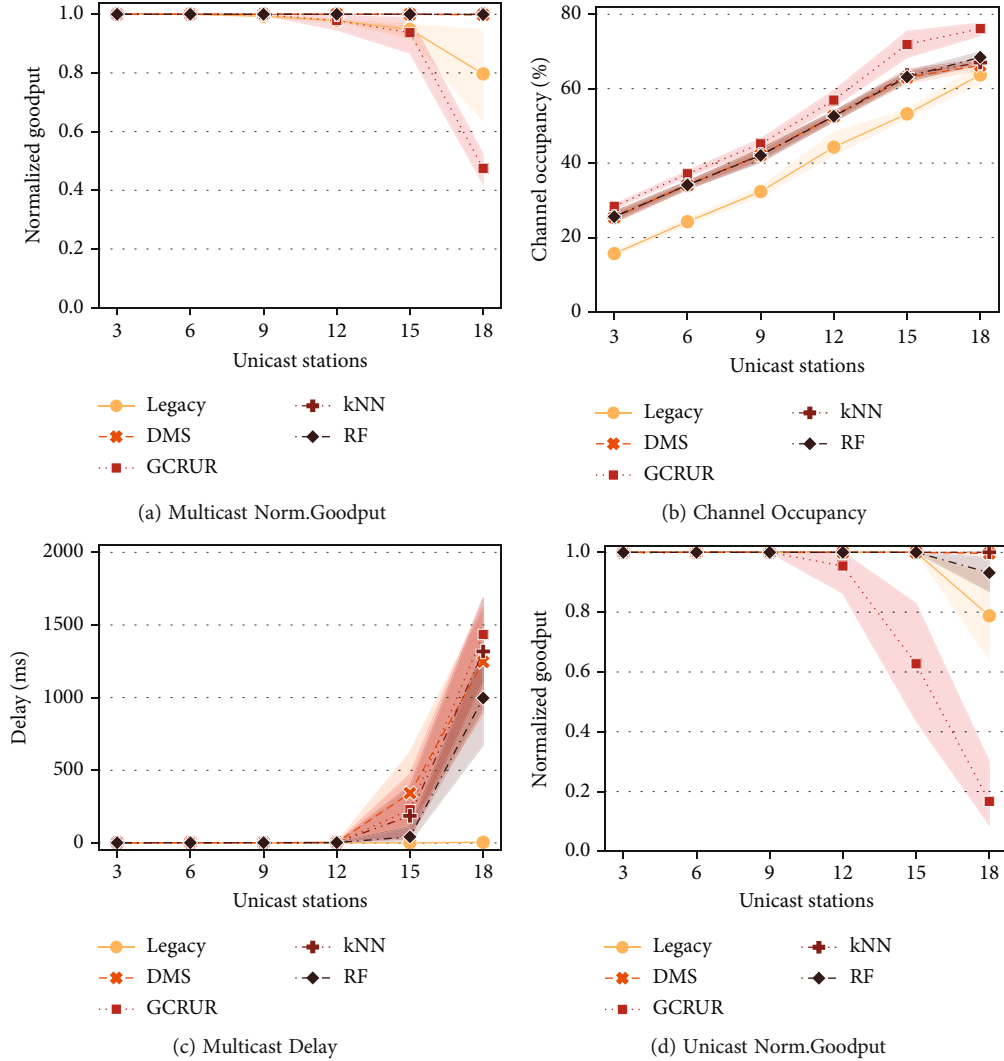 1.0
0.8
0.6
0.4
0.2
0.0
Normalized goodput
3 6 9 12 15 18
Unicast stations
Legacy kNN
DMS RF
GCRUR
(a) Multicast Norm.Goodput
80
60
40
20
0
Channel occupancy (%)
3 6 9 12 15 18
Unicast stations
Legacy kNN
DMS RF
GCRUR
(b) Channel Occupancy
2000
1500
1000
500
0
Delay (ms)
3 6 9 12 15 18
Unicast stations
Legacy kNN
DMS RF
GCRUR
(c) Multicast Delay
1.0
0.8
0.6
0.4
0.2
0.0
Normalized goodput
3 6 9 12 15 18
Unicast stations
Legacy kNN
DMS RF
GCRUR
(d) Unicast Norm.Goodput